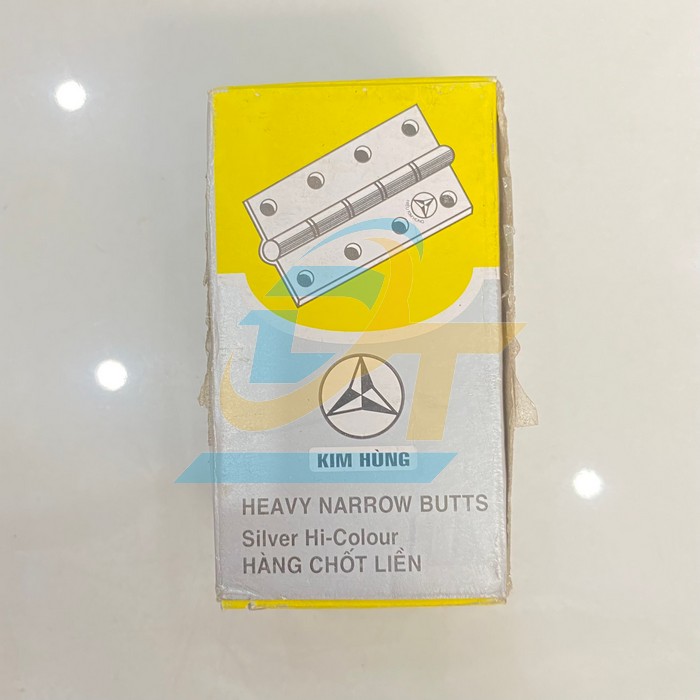 KIM HÙNG
HEAVY NARROW BUTTS
Silver Hi-Colour
HÀNG CHỐT LIỀN